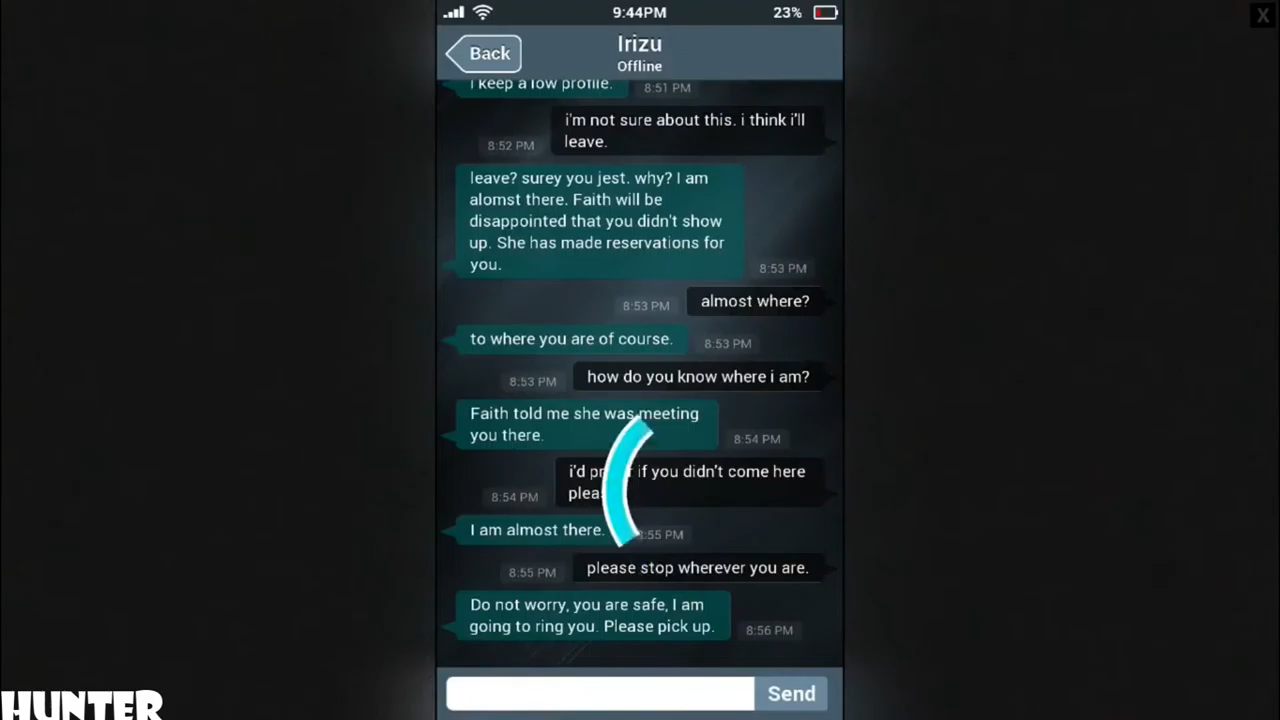 9:44PM
23%
X
Back
Irizu
Offline
I keep a low profile.
8:51 PM
i'm not sure about this. i think i'll
leave.
8:52 PM
leave? surey you jest. why? I am
alomst there. Faith will be
disappointed that you didn't show
up. She has made reservations for
you.
8:53 PM
almost where?
8:53 PM
to where you are of course.
8:53 PM
how do you know where i am?
8:53 PM
Faith told me she was meeting
you there.
8:54 PM
i'd if you didn't come here
8:54 PM
I am almost there.
8:55 PM
please stop wherever you are.
8:55 PM
Do not worry, you are safe, I am
going to ring you. Please pick up.
8:56 PM
Send
HUNTER